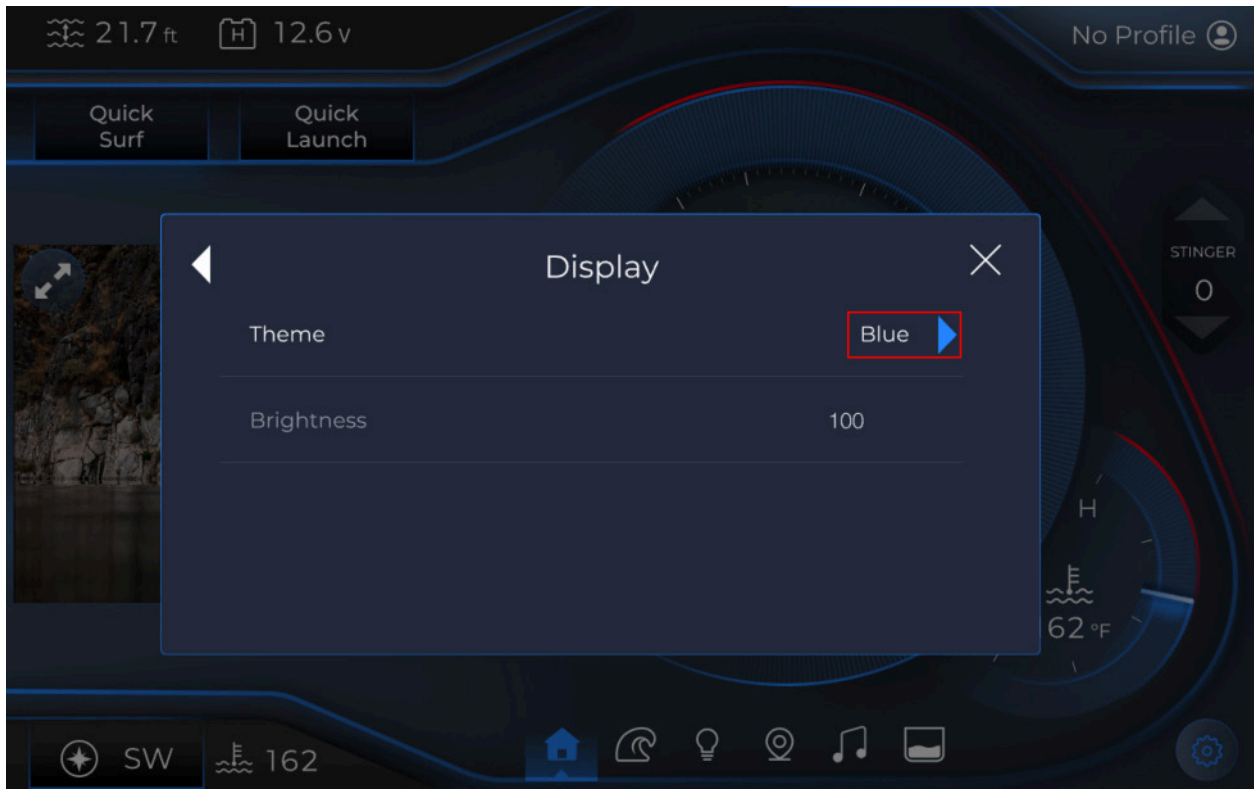 21.7 ft H 12.6 v No Profile
Quick
Surf
Quick
Launch
Display
STINGER
0
Theme Blue
Brightness 100
H
62 °F
SW 162